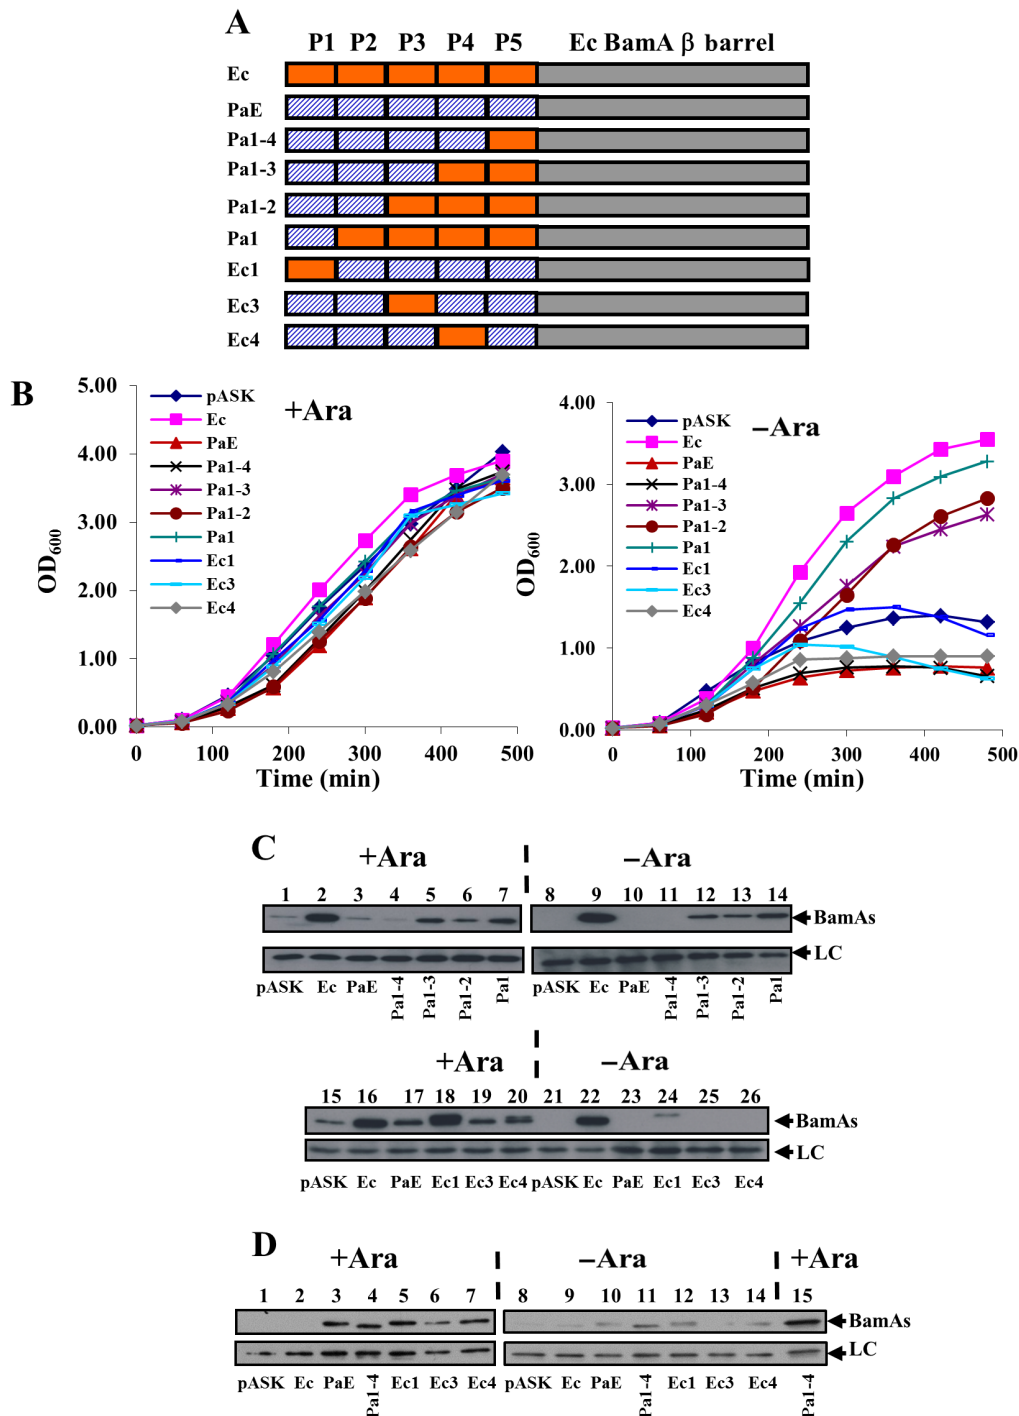 A
P1 P2 P3 P4 P5 Ec BamA β barrel
Ec
PaE
Pa1-4
Pa1-3
Pa1-2
Pa1
Ec1
Ec3
Ec4
B
+Ara
5.00
4.00
3.00
2.00
1.00
0.00
OD600
0 100 200 300 400 500
Time (min)
pASK
Ec
PaE
Pa1-4
Pa1-3
Pa1-2
Pa1
Ec1
Ec3
Ec4
−Ara
4.00
3.00
2.00
1.00
0.00
OD600
0 100 200 300 400 500
Time (min)
pASK
Ec
PaE
Pa1-4
Pa1-3
Pa1-2
Pa1
Ec1
Ec3
Ec4
C
+Ara −Ara
1 2 3 4 5 6 7 8 9 10 11 12 13 14
BamAs
LC
pASK Ec PaE Pa1-4 Pa1-3 Pa1-2 Pa1 pASK Ec PaE Pa1-4 Pa1-3 Pa1-2 Pa1
+Ara −Ara
15 16 17 18 19 20 21 22 23 24 25 26
BamAs
LC
pASK Ec PaE Ec1 Ec3 Ec4 pASK Ec PaE Ec1 Ec3 Ec4
D
+Ara −Ara +Ara
1 2 3 4 5 6 7 8 9 10 11 12 13 14 15
BamAs
LC
pASK Ec PaE Pa1-4 Ec1 Ec3 Ec4 pASK Ec PaE Pa1-4 Ec1 Ec3 Ec4 Pa1-4